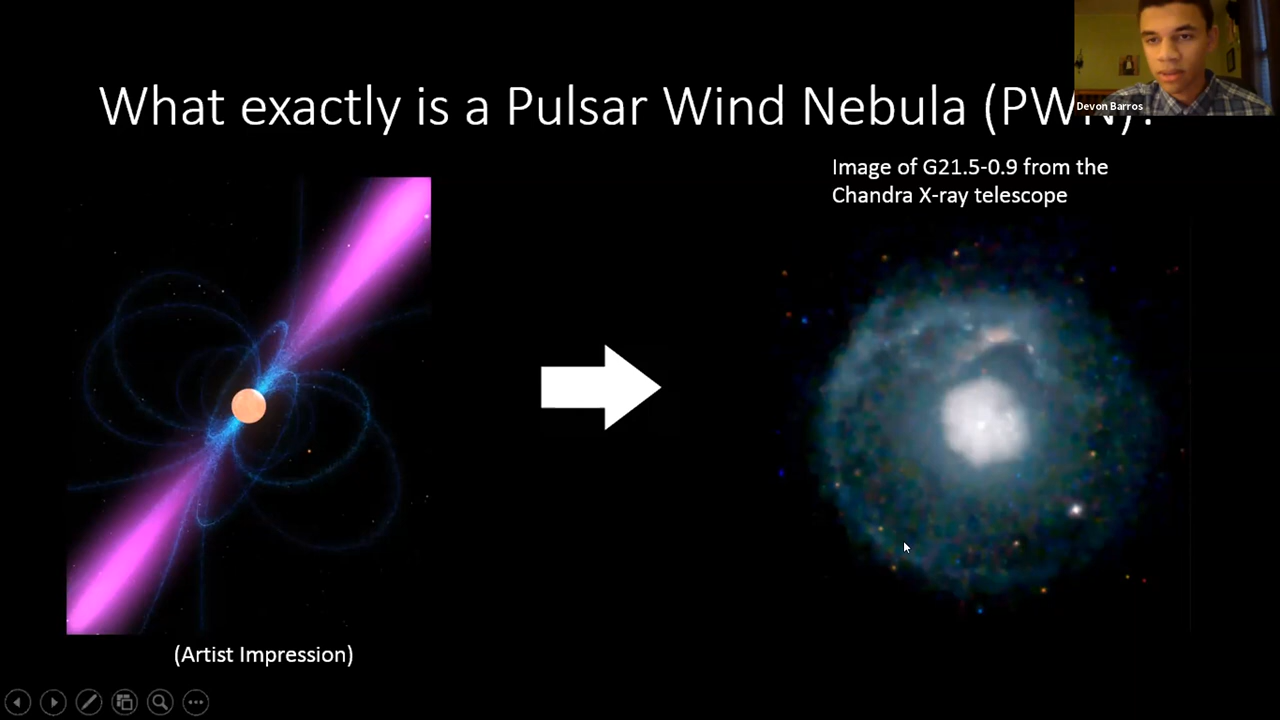 What exactly is a Pulsar Wind Nebula (PWN)?
Devon Barros
Image of G21.5-0.9 from the
Chandra X-ray telescope
(Artist Impression)